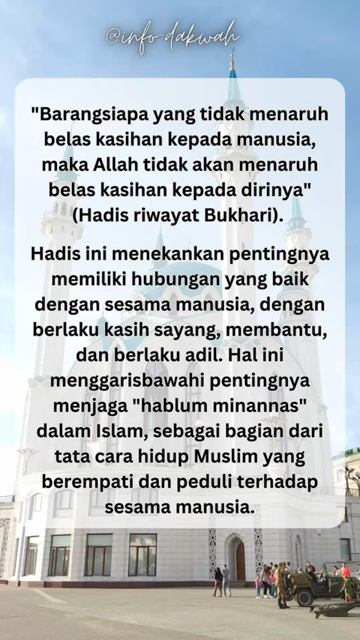 @info dakwah
"Barangsiapa yang tidak menaruh
belas kasihan kepada manusia,
maka Allah tidak akan menaruh
belas kasihan kepada dirinya"
(Hadis riwayat Bukhari).
Hadis ini menekankan pentingnya
memiliki hubungan yang baik
dengan sesama manusia, dengan
berlaku kasih sayang, membantu,
dan berlaku adil. Hal ini
menggarisbawahi pentingnya
menjaga "hablum minannas"
dalam Islam, sebagai bagian dari
tata cara hidup Muslim yang
berempati dan peduli terhadap
sesama manusia.